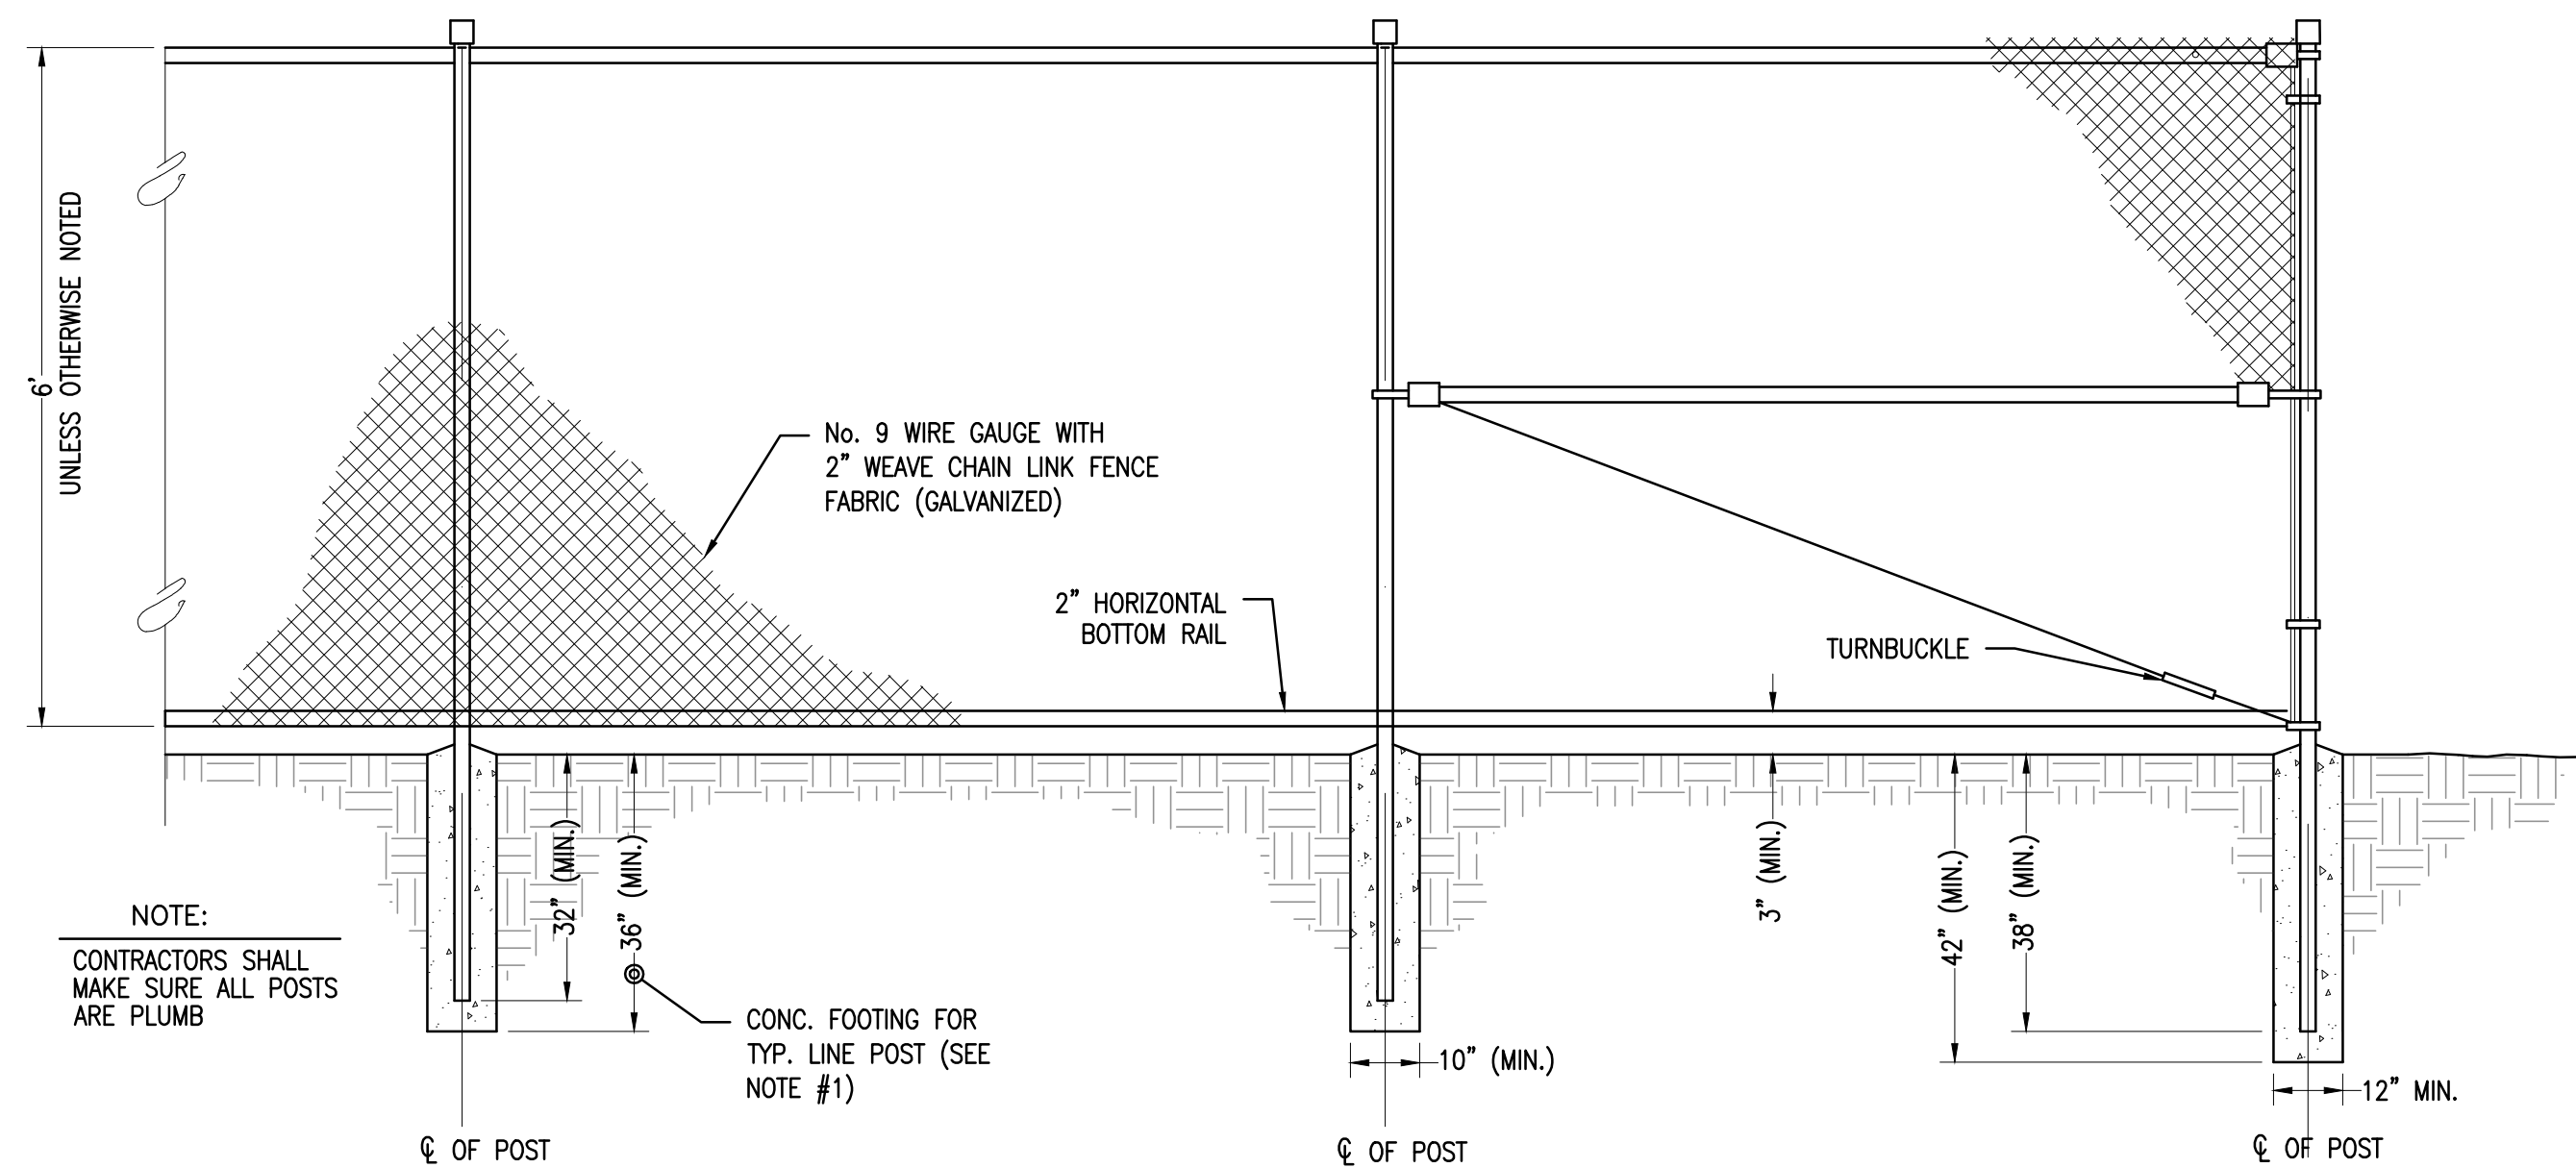 6'
UNLESS OTHERWISE NOTED
No. 9 WIRE GAUGE WITH
2" WEAVE CHAIN LINK FENCE
FABRIC (GALVANIZED)
2" HORIZONTAL
BOTTOM RAIL
TURNBUCKLE
32" (MIN.)
36" (MIN.)
3" (MIN.)
42" (MIN.)
38" (MIN.)
NOTE:
CONTRACTORS SHALL
MAKE SURE ALL POSTS
ARE PLUMB
CONC. FOOTING FOR
TYP. LINE POST (SEE
NOTE #1)
10" (MIN.)
12" MIN.
℄ OF POST
℄ OF POST
℄ OF POST